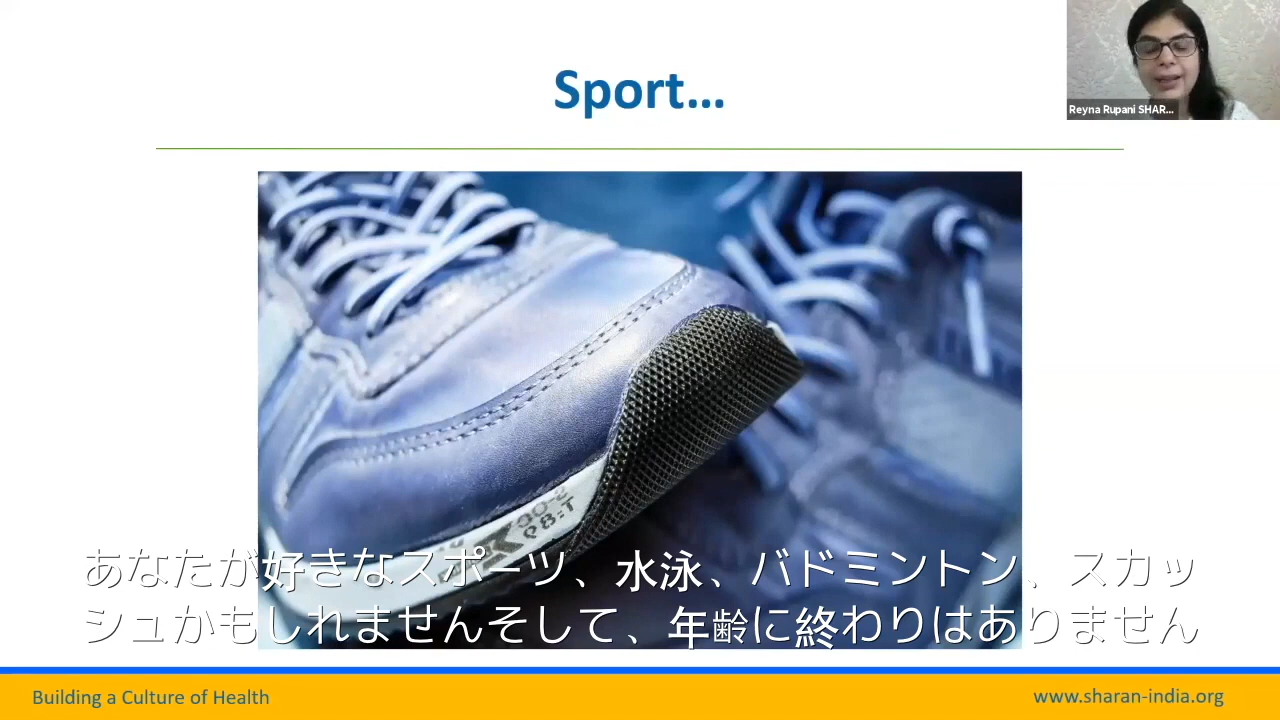 Sport...
Reyna Rupani SHAR...
あなたが好きなスポーツ、水泳、バドミントン、スカッ
シュかもしれませんそして、年齢に終わりはありません
Building a Culture of Health
www.sharan-india.org